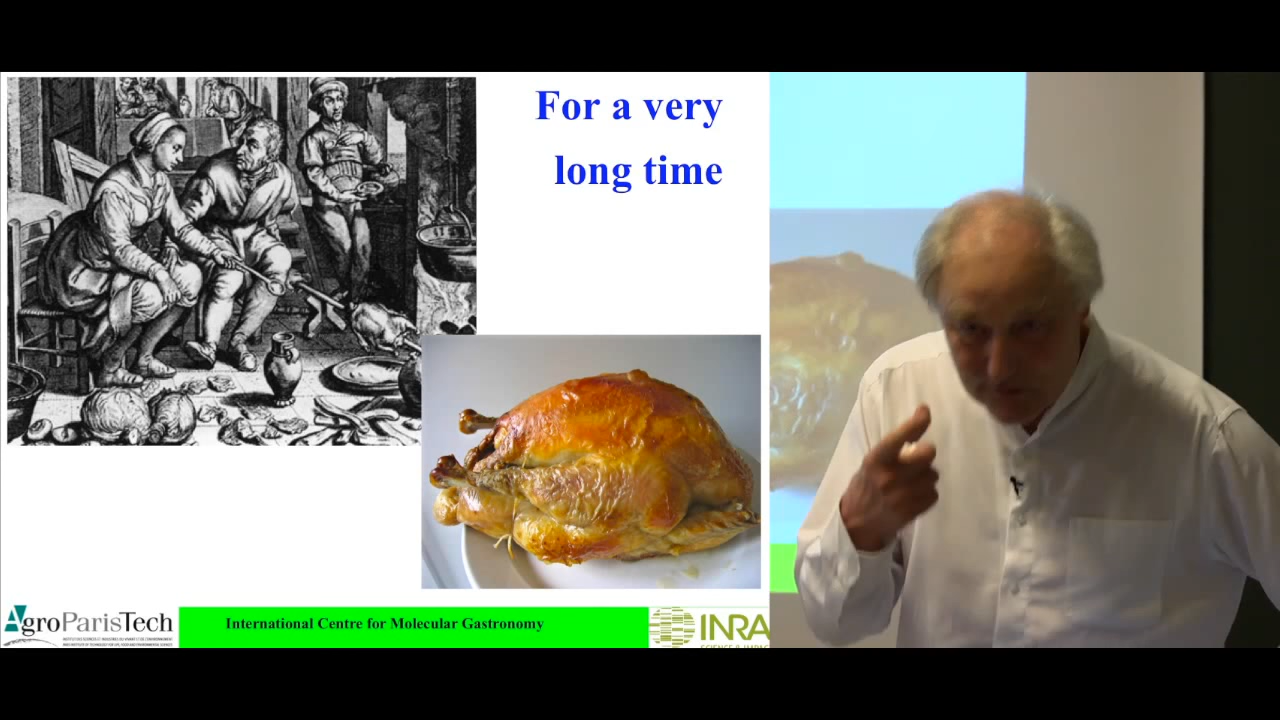 For a very
long time
AgroParisTech
International Centre for Molecular Gastronomy
INRA